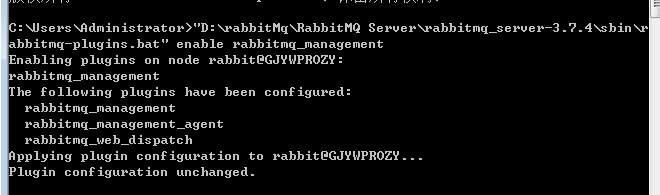 C:\Users\Administrator>"D:\rabbitMq\RabbitMQ Server\rabbitmq_server-3.7.4\sbin\r
abbitmq-plugins.bat" enable rabbitmq_management
Enabling plugins on node rabbit@GJYWPROZY:
rabbitmq_management
The following plugins have been configured:
  rabbitmq_management
  rabbitmq_management_agent
  rabbitmq_web_dispatch
Applying plugin configuration to rabbit@GJYWPROZY...
Plugin configuration unchanged.